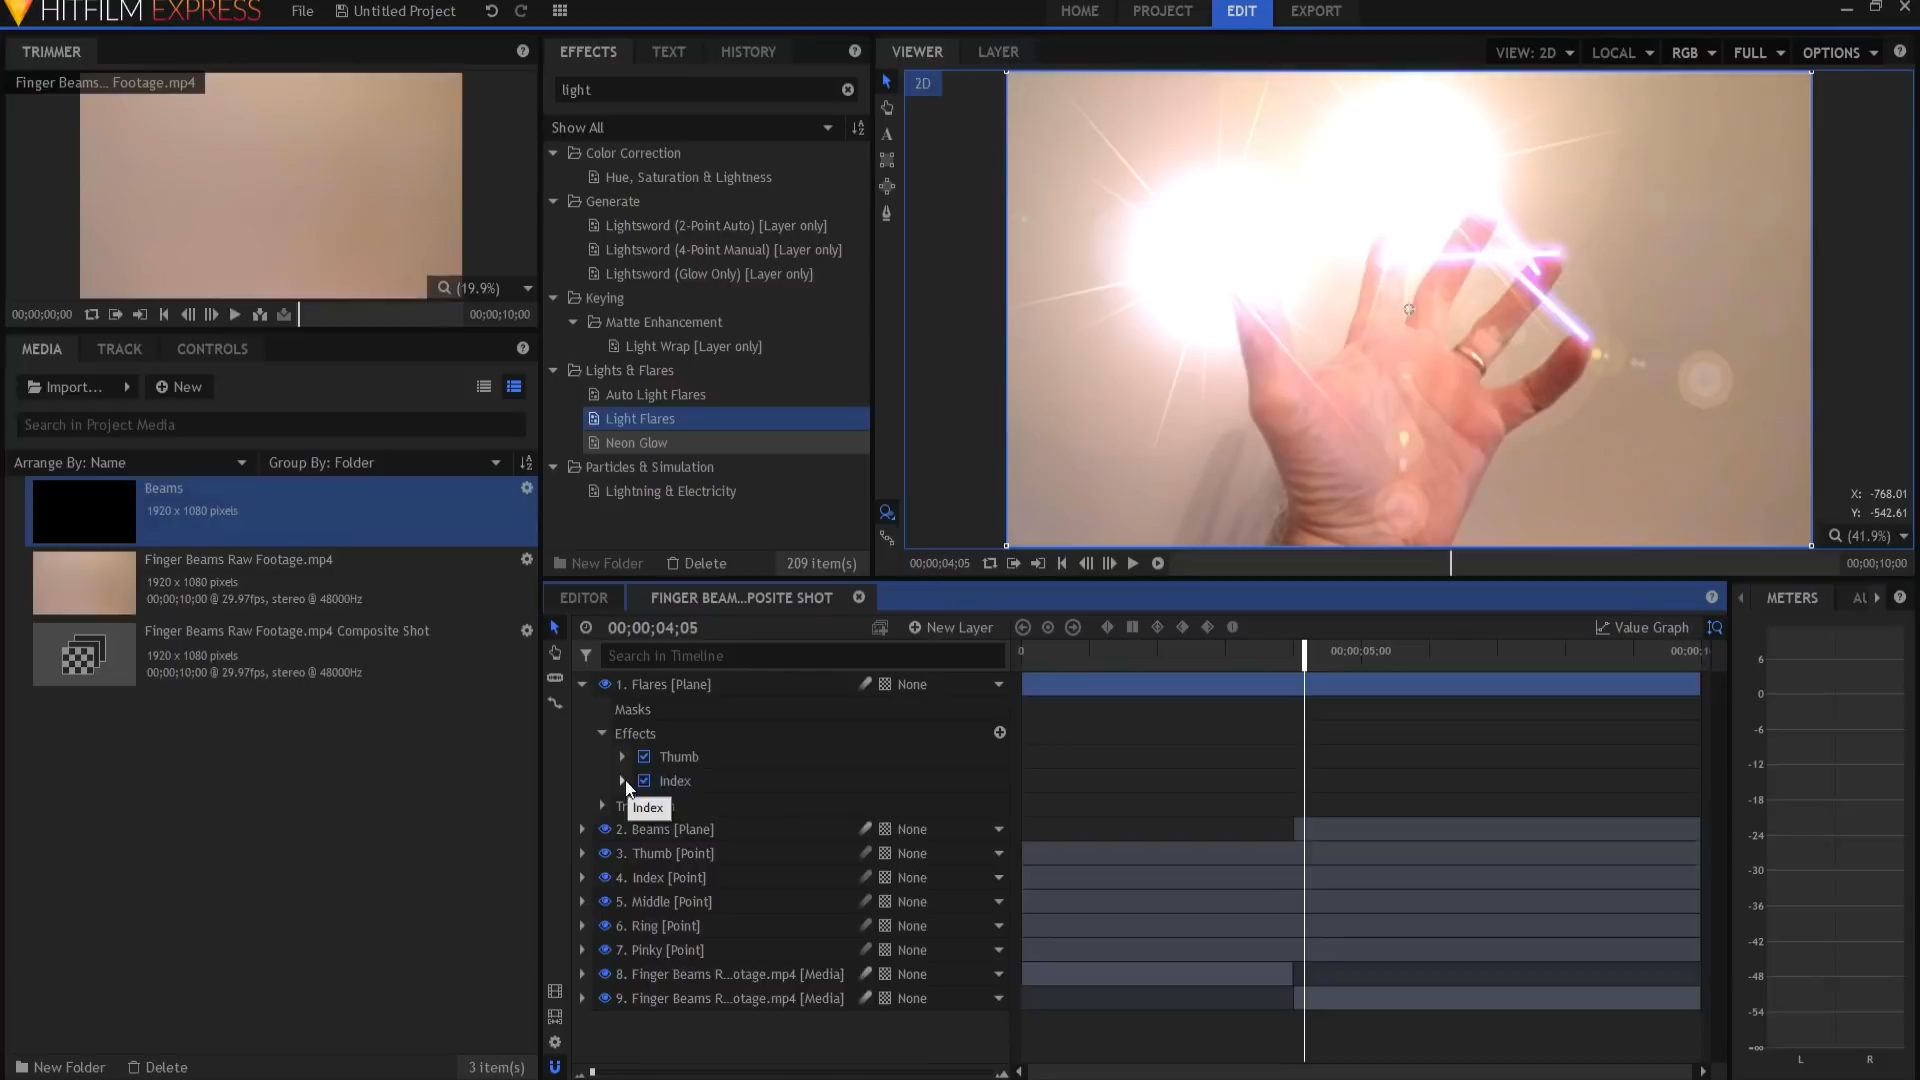 HITFILM EXPRESS
File
Untitled Project
HOME
PROJECT
EDIT
EXPORT
TRIMMER
Finger Beams... Footage.mp4
(19.9%)
00;00;00;00
00;00;10;00
MEDIA
TRACK
CONTROLS
Import...
New
Search in Project Media
Arrange By: Name
Group By: Folder
Beams
1920 x 1080 pixels
Finger Beams Raw Footage.mp4
1920 x 1080 pixels
00;00;10;00 @ 29.97fps, stereo @ 48000Hz
Finger Beams Raw Footage.mp4 Composite Shot
1920 x 1080 pixels
00;00;10;00 @ 29.97fps, stereo @ 48000Hz
New Folder
Delete
3 item(s)
EFFECTS
TEXT
HISTORY
light
Show All
Color Correction
Hue, Saturation & Lightness
Generate
Lightsword (2-Point Auto) [Layer only]
Lightsword (4-Point Manual) [Layer only]
Lightsword (Glow Only) [Layer only]
Keying
Matte Enhancement
Light Wrap [Layer only]
Lights & Flares
Auto Light Flares
Light Flares
Neon Glow
Particles & Simulation
Lightning & Electricity
New Folder
Delete
209 item(s)
VIEWER
LAYER
VIEW: 2D
LOCAL
RGB
FULL
OPTIONS
2D
X: -768.01
Y: -542.61
(41.9%)
00;00;04;05
00;00;10;00
EDITOR
FINGER BEAM...POSITE SHOT
00;00;04;05
New Layer
Value Graph
Search in Timeline
0
00;00;05;00
1. Flares [Plane]
None
Masks
Effects
Thumb
Index
Index
2. Beams [Plane]
None
3. Thumb [Point]
None
4. Index [Point]
None
5. Middle [Point]
None
6. Ring [Point]
None
7. Pinky [Point]
None
8. Finger Beams R...otage.mp4 [Media]
None
9. Finger Beams R...otage.mp4 [Media]
None
METERS
6
0
-6
-12
-18
-24
-30
-36
-42
-48
-54
-∞
L
R